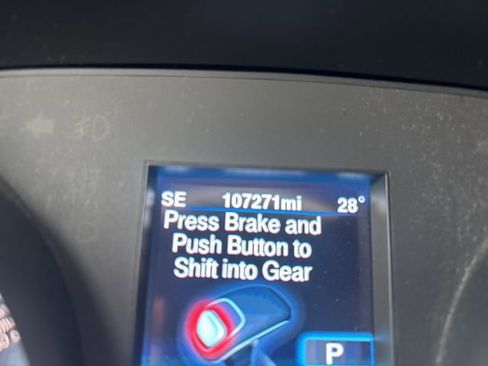 SE 107271mi 28°
Press Brake and
Push Button to
Shift into Gear
P